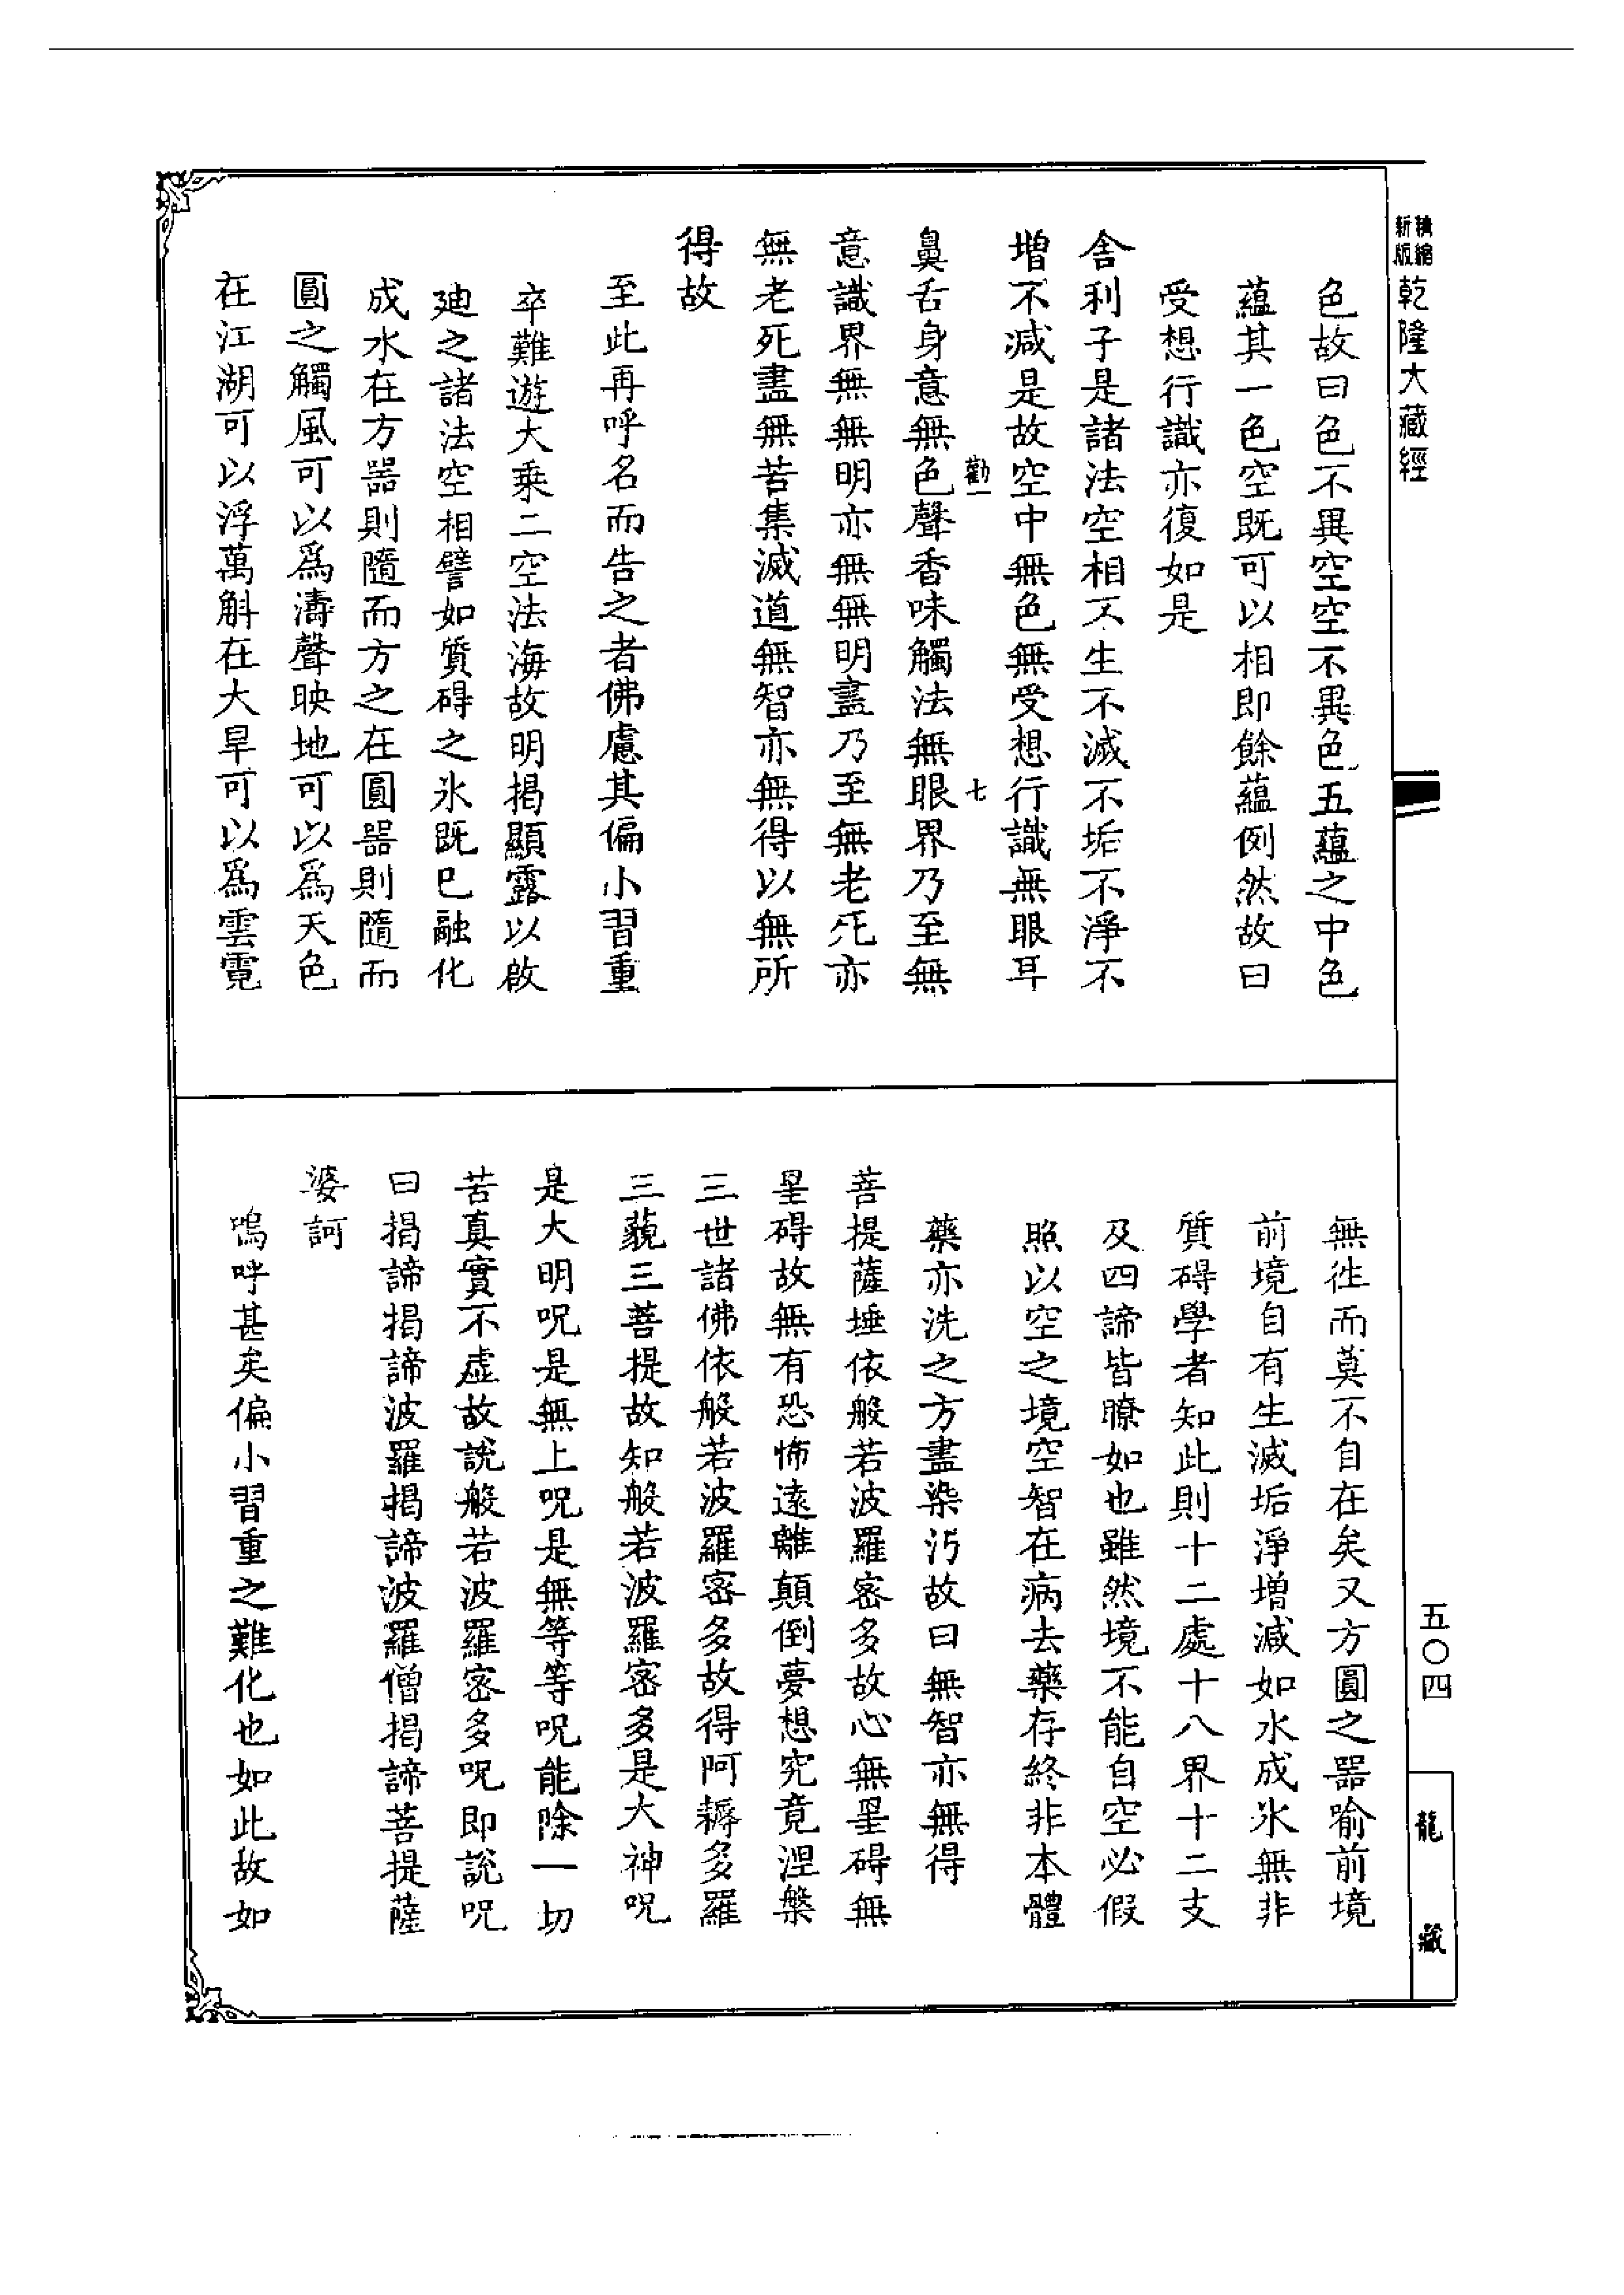 精縮新版乾隆大藏經
色故曰色不異空空不異色五蘊之中色
蘊其一色空既可以相即餘蘊例然故曰
受想行識亦復如是
舍利子是諸法空相不生不滅不垢不淨不
增不減是故空中無色無受想行識無眼耳
勸一 七
鼻舌身意無色聲香味觸法無眼界乃至無
意識界無無明亦無無明盡乃至無老死亦
無老死盡無苦集滅道無智亦無得以無所
得故
至此再呼名而告之者佛慮其偏小習重
卒難遊大乘二空法海故明揭顯露以啟
廸之諸法空相譬如質碍之氷既已融化
成水在方器則隨而方之在圓器則隨而
圓之觸風可以為濤聲映地可以為天色
在江湖可以浮萬斛在大旱可以為雲霓
無徃而莫不自在矣又方圓之器喻前境
前境自有生滅垢淨增減如水成氷無非
質碍學者知此則十二處十八界十二支
及四諦皆瞭如也雖然境不能自空必假
照以空之境空智在病去藥存終非本體
藥亦洗之方盡染汚故曰無智亦無得
菩提薩埵依般若波羅密多故心無罣碍無
罣碍故無有恐怖遠離顛倒夢想究竟涅槃
三世諸佛依般若波羅密多故得阿耨多羅
三藐三菩提故知般若波羅密多是大神呪
是大明呪是無上呪是無等等呪能除一切
苦真實不虛故說般若波羅密多呪即說呪
曰揭諦揭諦波羅揭諦波羅僧揭諦菩提薩
婆訶
嗚呼甚矣偏小習重之難化也如此故如
五〇四
龍藏